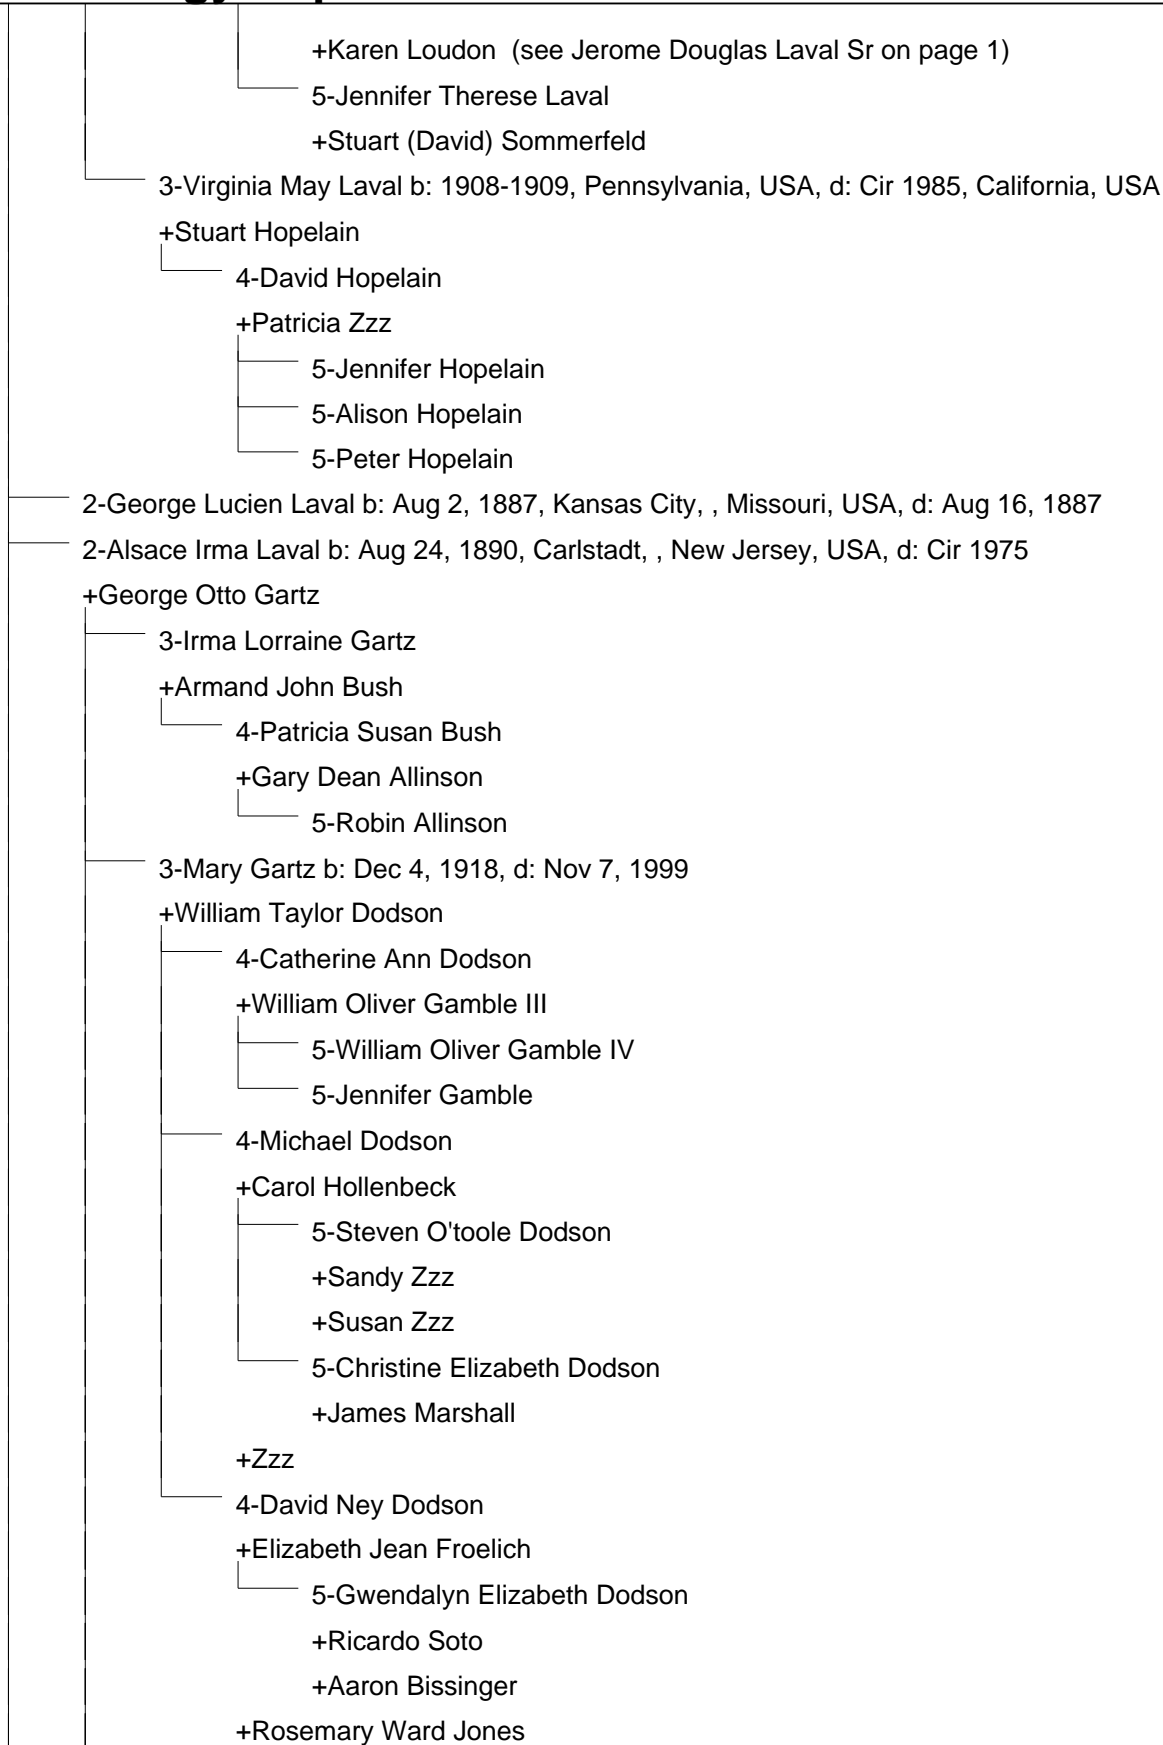 +Karen Loudon (see Jerome Douglas Laval Sr on page 1)
5-Jennifer Therese Laval
+Stuart (David) Sommerfeld
3-Virginia May Laval b: 1908-1909, Pennsylvania, USA, d: Cir 1985, California, USA
+Stuart Hopelain
4-David Hopelain
+Patricia Zzz
5-Jennifer Hopelain
5-Alison Hopelain
5-Peter Hopelain
2-George Lucien Laval b: Aug 2, 1887, Kansas City, , Missouri, USA, d: Aug 16, 1887
2-Alsace Irma Laval b: Aug 24, 1890, Carlstadt, , New Jersey, USA, d: Cir 1975
+George Otto Gartz
3-Irma Lorraine Gartz
+Armand John Bush
4-Patricia Susan Bush
+Gary Dean Allinson
5-Robin Allinson
3-Mary Gartz b: Dec 4, 1918, d: Nov 7, 1999
+William Taylor Dodson
4-Catherine Ann Dodson
+William Oliver Gamble III
5-William Oliver Gamble IV
5-Jennifer Gamble
4-Michael Dodson
+Carol Hollenbeck
5-Steven O'toole Dodson
+Sandy Zzz
+Susan Zzz
5-Christine Elizabeth Dodson
+James Marshall
+Zzz
4-David Ney Dodson
+Elizabeth Jean Froelich
5-Gwendalyn Elizabeth Dodson
+Ricardo Soto
+Aaron Bissinger
+Rosemary Ward Jones